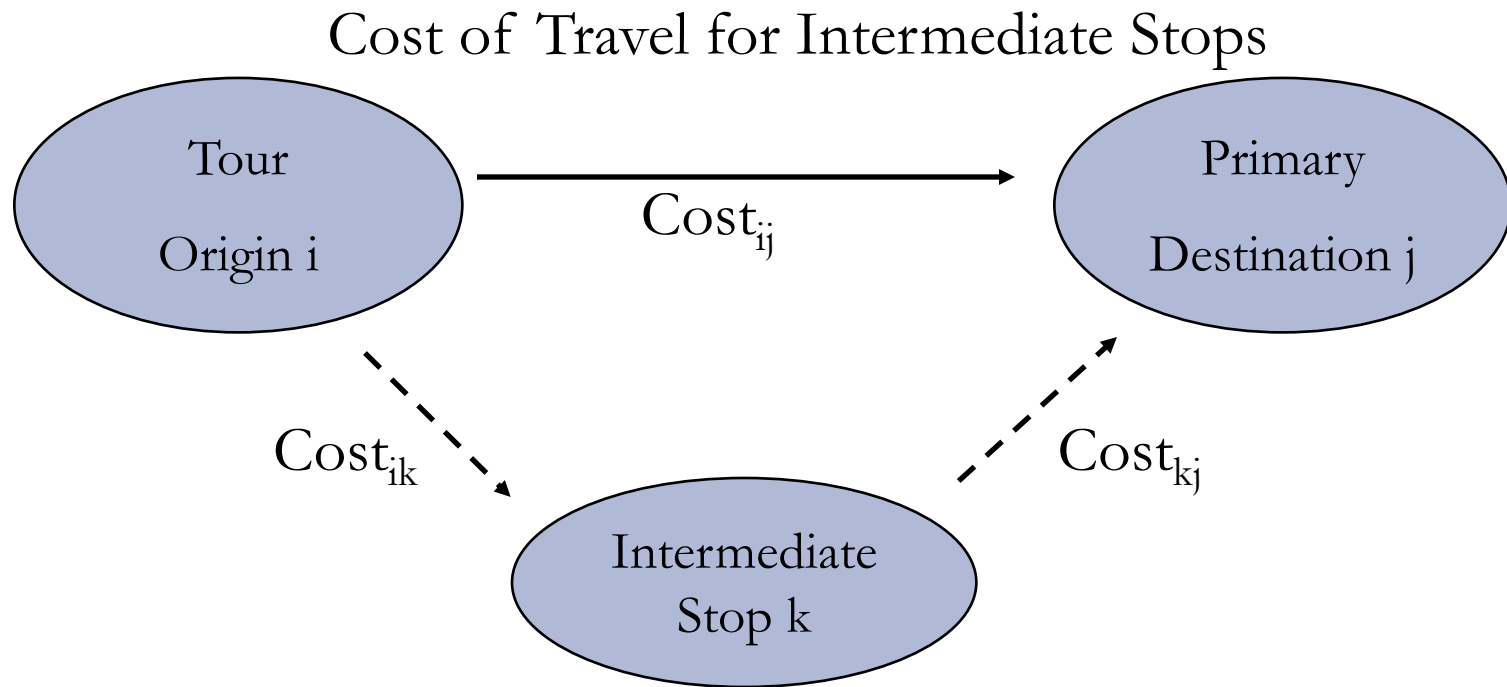 Cost of Travel for Intermediate Stops
Tour
Origin i
Primary
Destination j
Cost_ij
Cost_ik
Cost_kj
Intermediate
Stop k